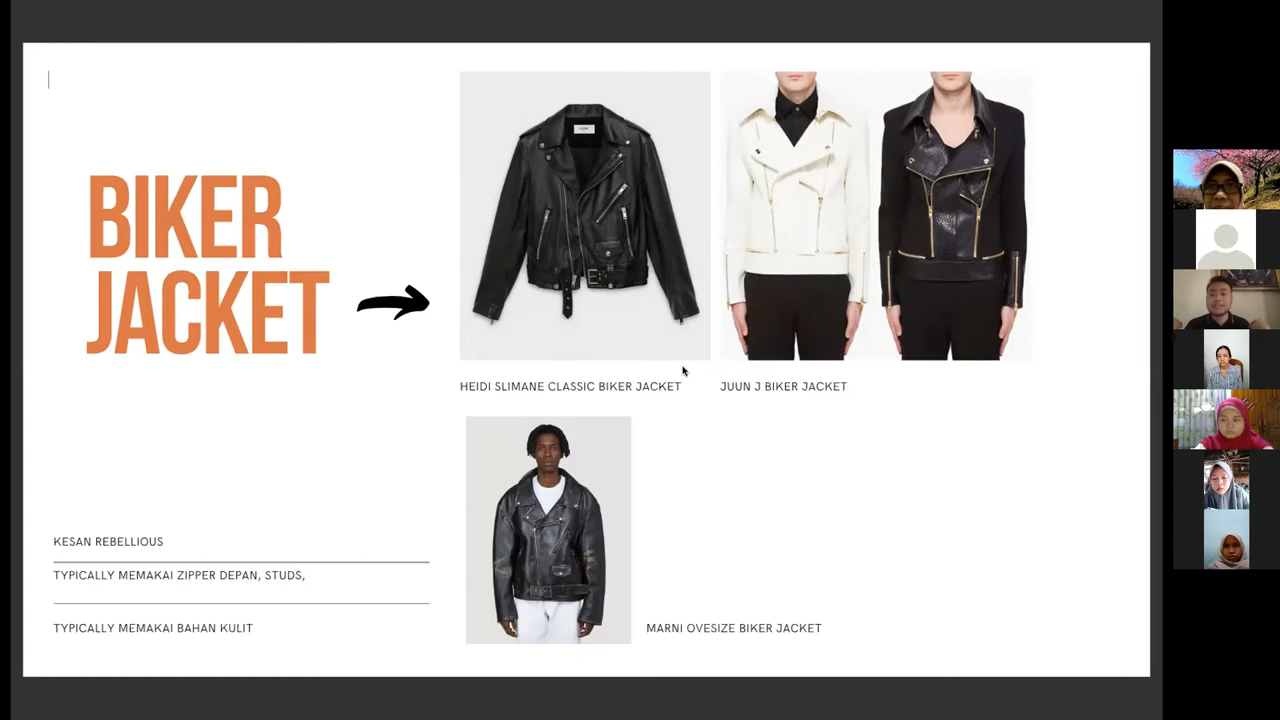 BIKER
JACKET
HEIDI SLIMANE CLASSIC BIKER JACKET
JUUN J BIKER JACKET
KESAN REBELLIOUS
TYPICALLY MEMAKAI ZIPPER DEPAN, STUDS,
TYPICALLY MEMAKAI BAHAN KULIT
MARNI OVESIZE BIKER JACKET